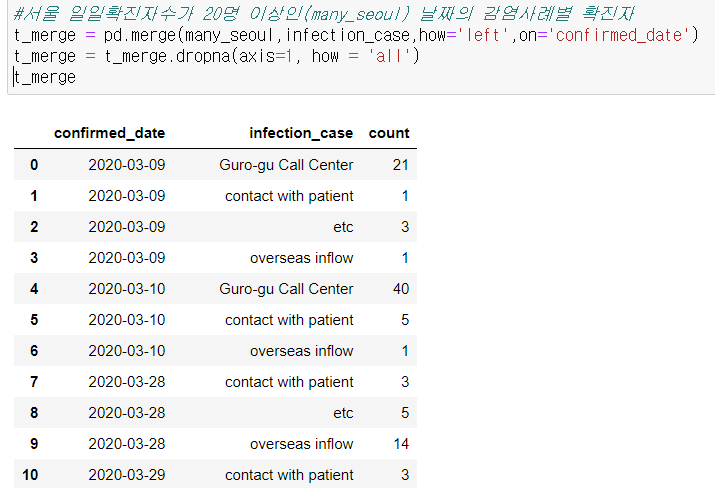 #서울 일일확진자수가 20명 이상인(many_seoul) 날짜의 감염사례별 확진자
t_merge = pd.merge(many_seoul,infection_case,how='left',on='confirmed_date')
t_merge = t_merge.dropna(axis=1, how = 'all')
t_merge
confirmed_date infection_case count
0 2020-03-09 Guro-gu Call Center 21
1 2020-03-09 contact with patient 1
2 2020-03-09 etc 3
3 2020-03-09 overseas inflow 1
4 2020-03-10 Guro-gu Call Center 40
5 2020-03-10 contact with patient 5
6 2020-03-10 overseas inflow 1
7 2020-03-28 contact with patient 3
8 2020-03-28 etc 5
9 2020-03-28 overseas inflow 14
10 2020-03-29 contact with patient 3